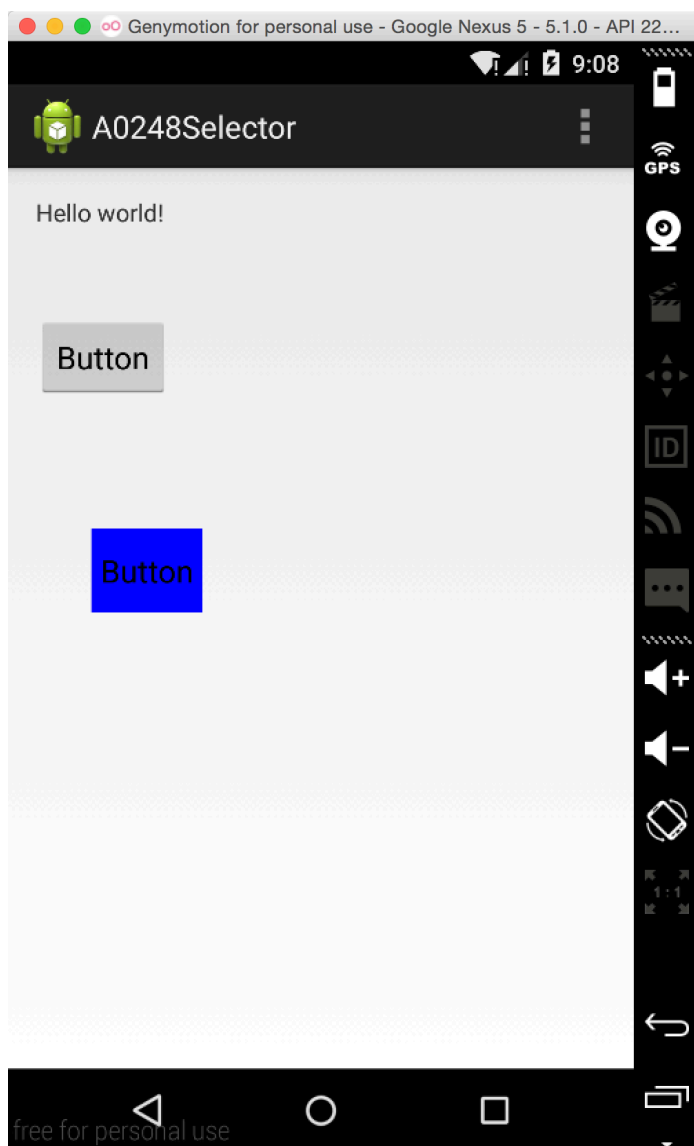 Genymotion for personal use - Google Nexus 5 - 5.1.0 - API 22...
9:08
A0248Selector
GPS
Hello world!
Button
ID
Button
1:1
free for personal use